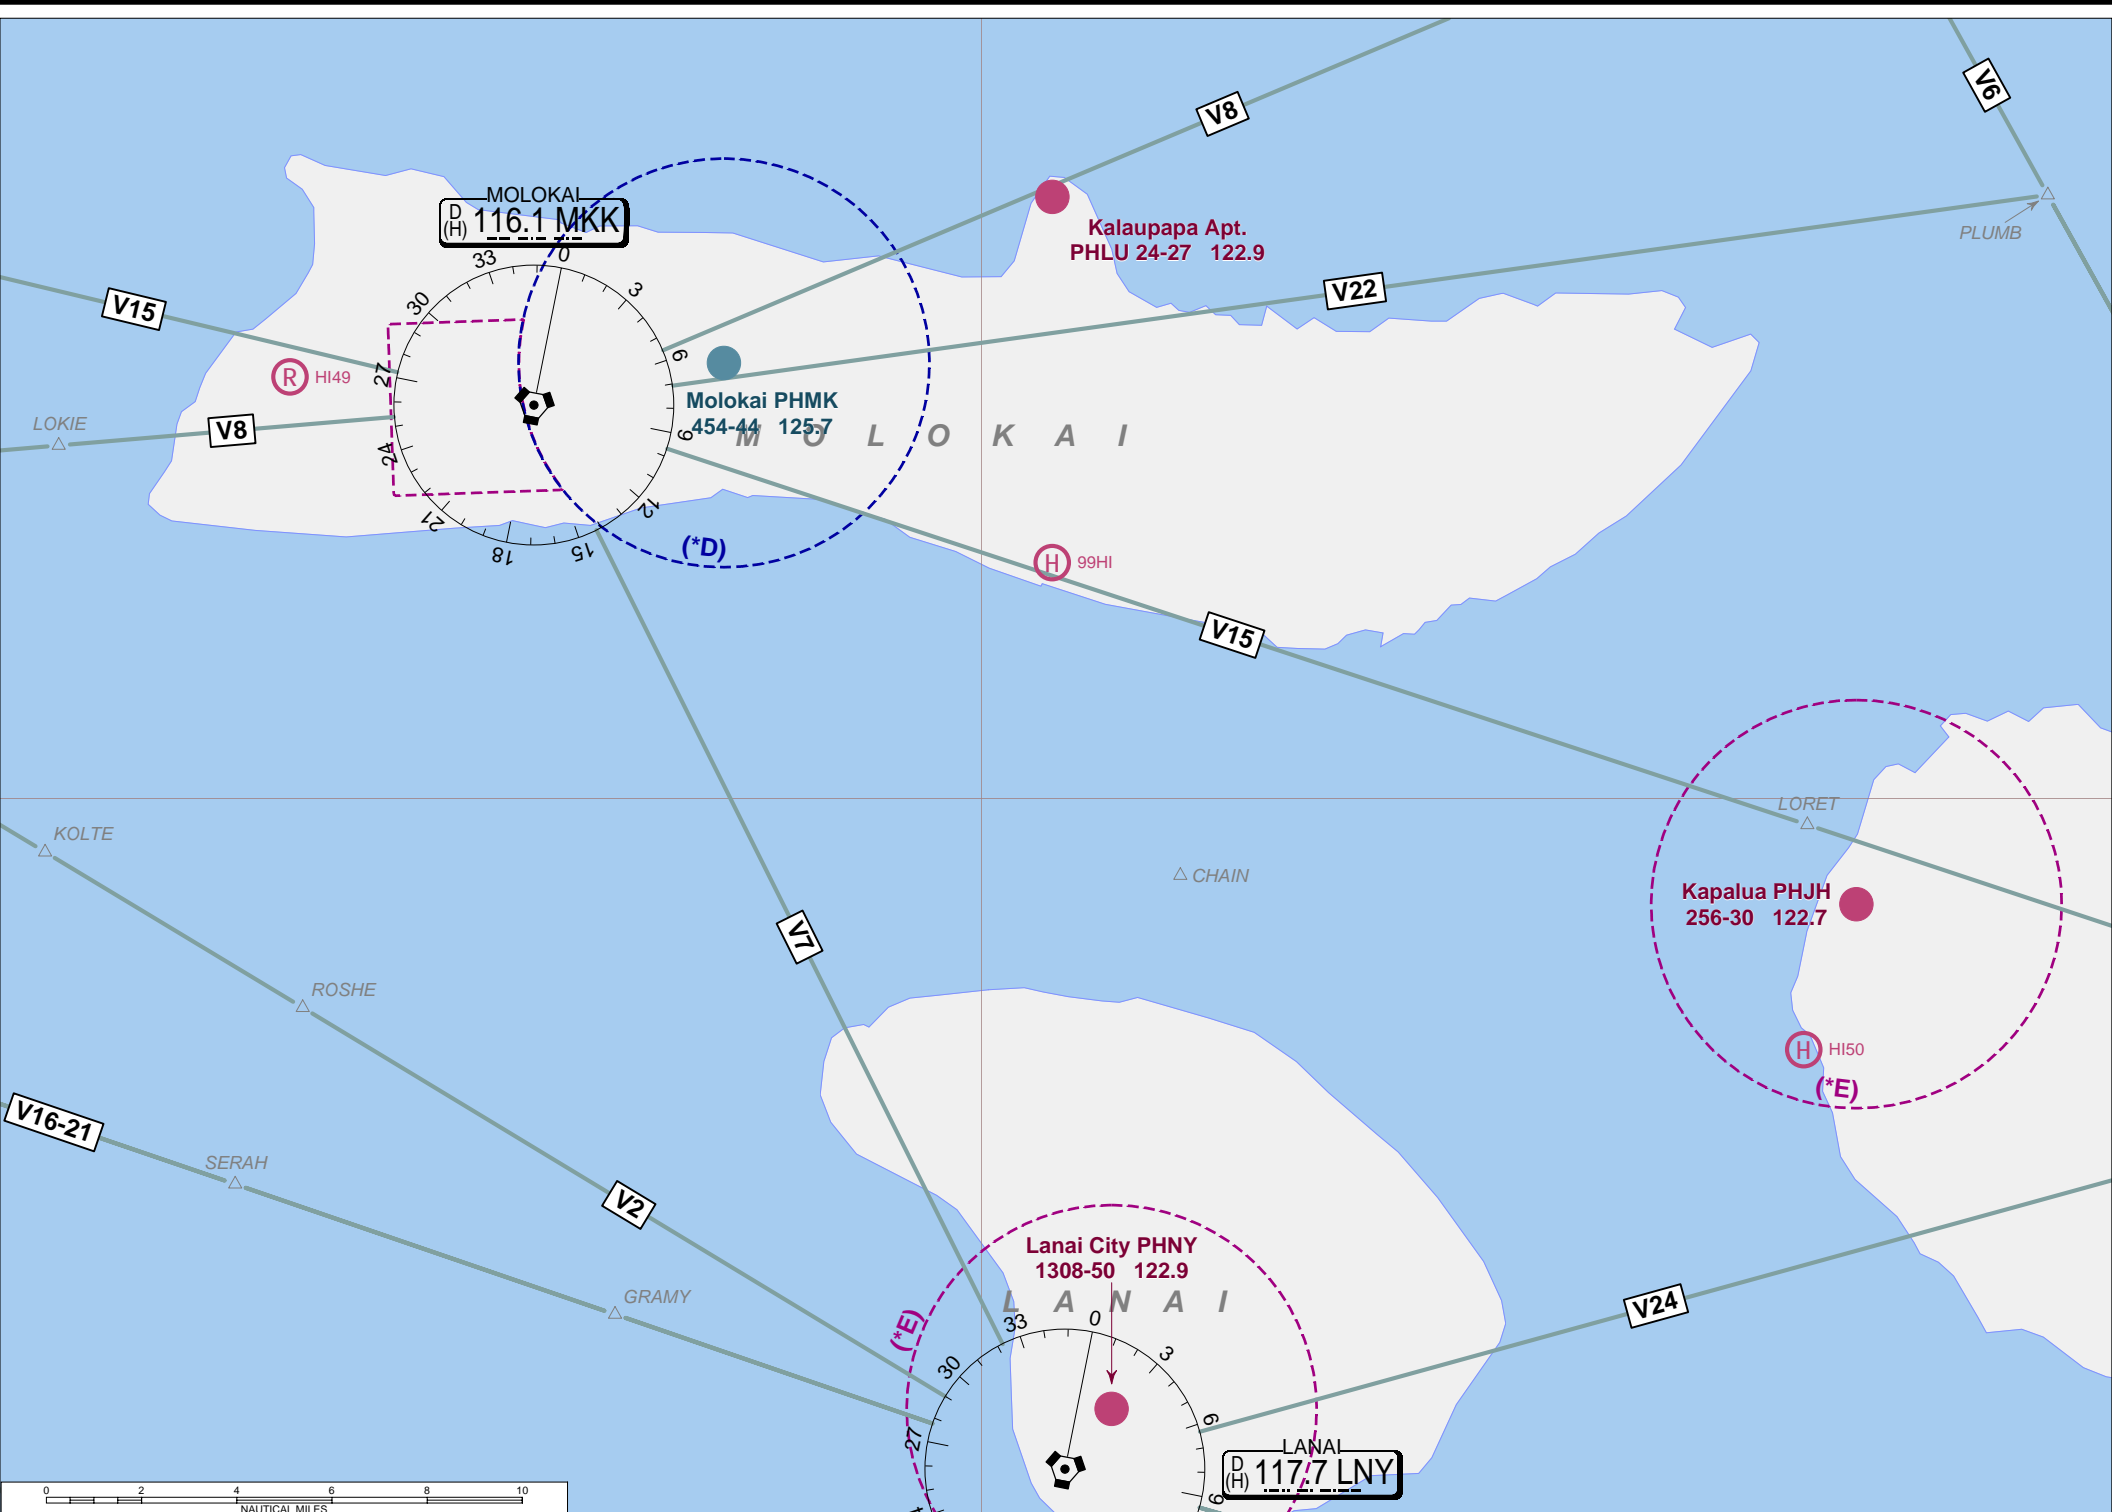 V6
V8
MOLOKAI
D
(H) 116.1 MKK
Kalaupapa Apt.
PHLU 24-27 122.9
PLUMB
33
0
3
30
V15
V22
6
27
R HI49
Molokai PHMK
454-44 125.7
LOKIE
V8
24
9
M O L O K A I
21
12
18
15
(*D)
H 99HI
V15
LORET
KOLTE
CHAIN
Kapalua PHJH
256-30 122.7
V7
ROSHE
H HI50
(*E)
V16-21
SERAH
V2
Lanai City PHNY
1308-50 122.9
GRAMY
L A N A I
V24
(*E)
33
0
3
30
6
27
LANAI
D
(H) 117.7 LNY
9
0 2 4 6 8 10
NAUTICAL MILES